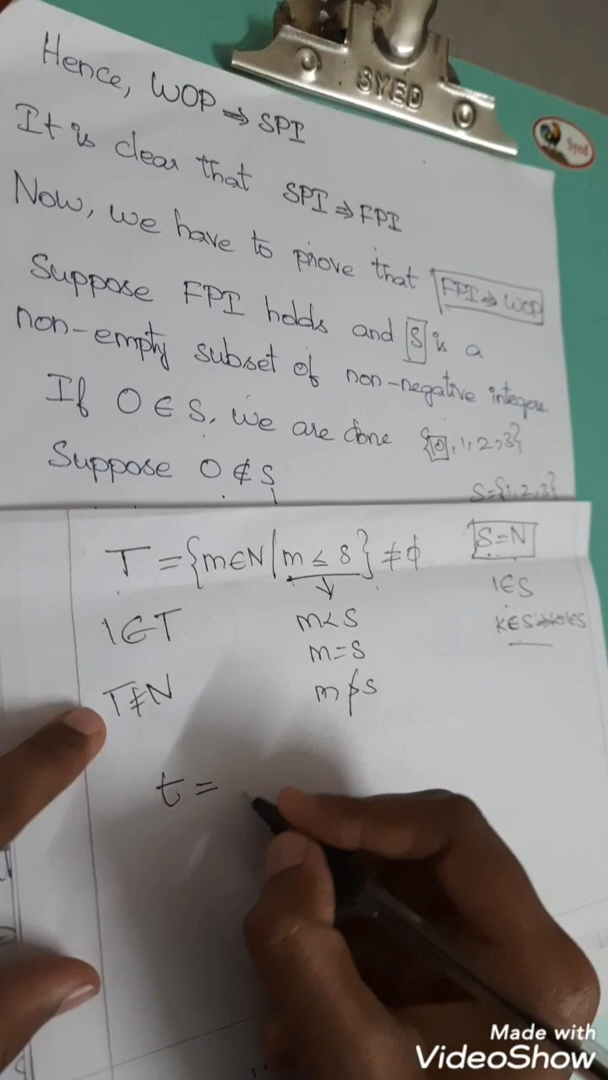 SYED
Syed
Hence, WOP ⇒ SPI
It is clear that SPI ⇒ FPI
Now, we have to prove that FPI ⇒ WOP
Suppose FPI holds and S is a
non-empty subset of non-negative integers
If 0 ∈ S, we are done {0, 1, 2, 3}
Suppose 0 ∉ S
S={1,2,3}
T = {m∈N | m ≤ s} ≠ ϕ
S=N
1∈T
m<s
1∈S
m=s
K∈S
T≠N
m≯s
t =
Made with
VideoShow